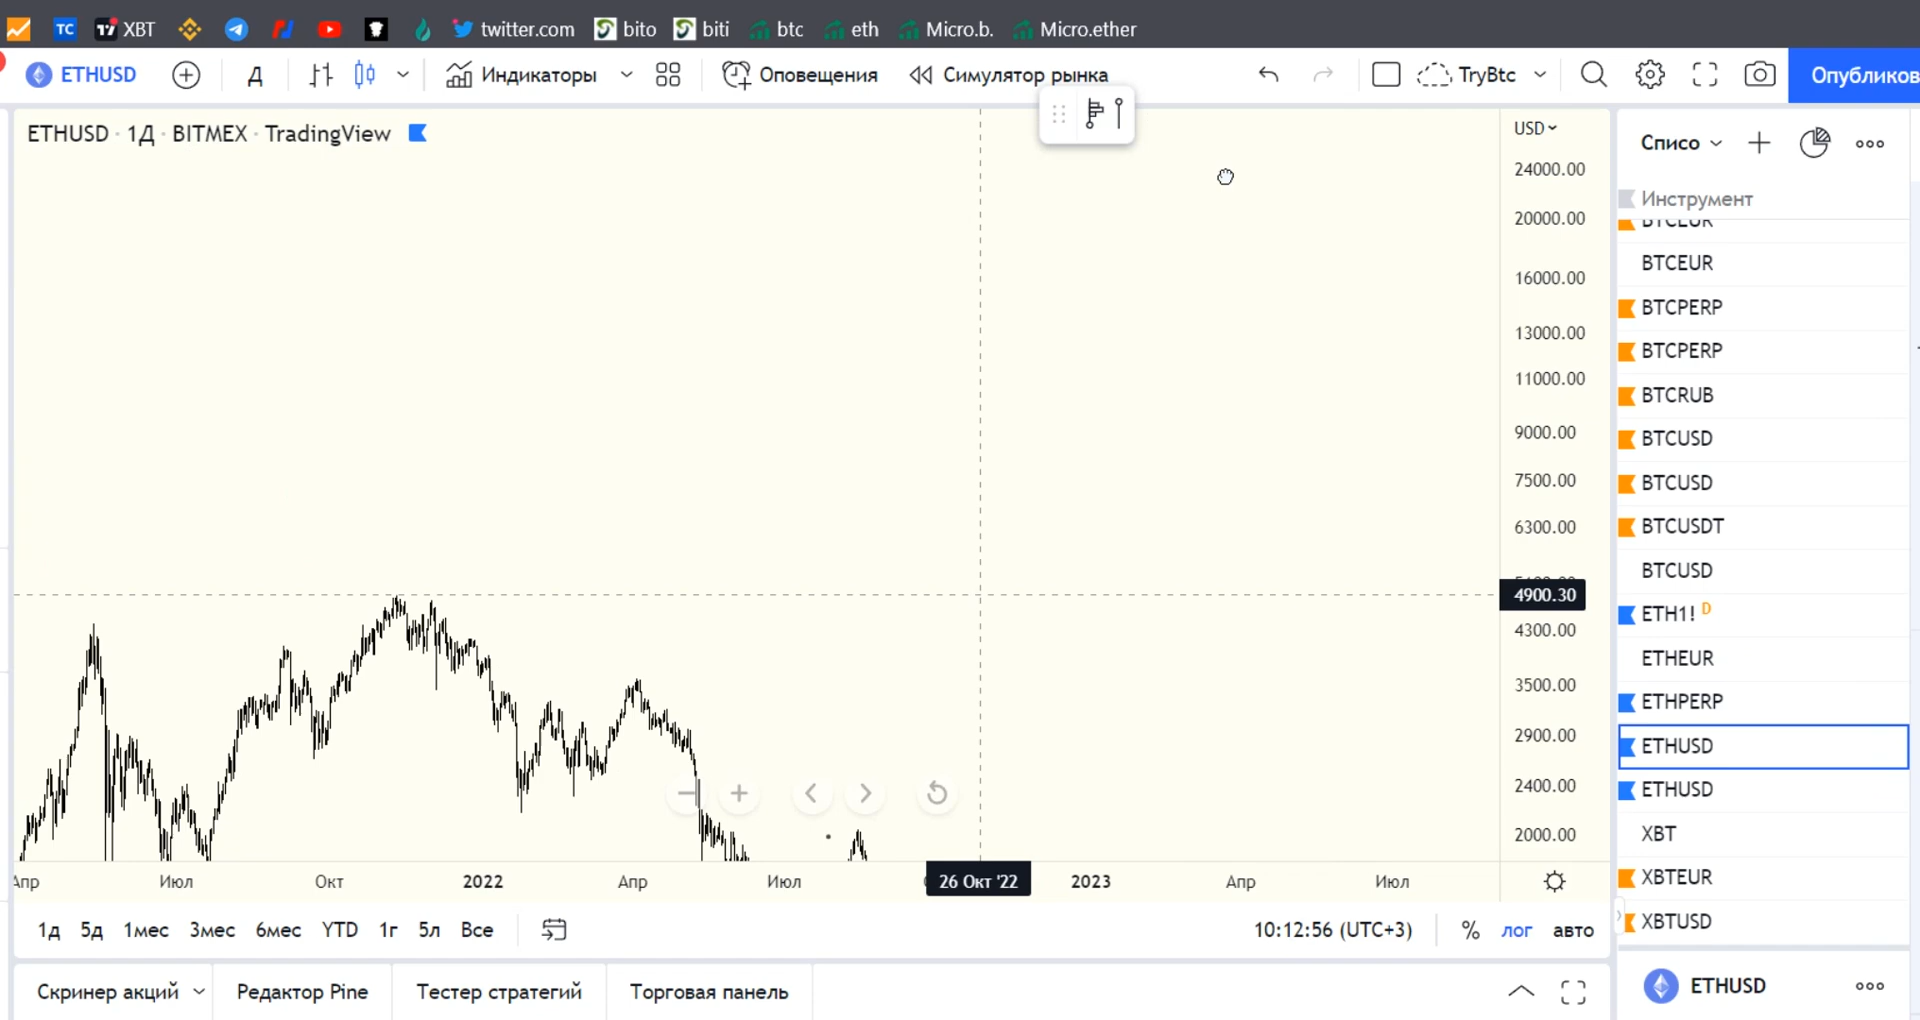 XBT
twitter.com
bito
biti
btc
eth
Micro.b.
Micro.ether
ETHUSD
Д
Индикаторы
Оповещения
Симулятор рынка
TryBtc
Опубликов
ETHUSD · 1Д · BITMEX · TradingView
USD
24000.00
20000.00
16000.00
13000.00
11000.00
9000.00
7500.00
6300.00
4900.30
4300.00
3500.00
2900.00
2400.00
2000.00
Апр
Июл
Окт
2022
Апр
Июл
26 Окт '22
2023
Апр
Июл
1д
5д
1мес
3мес
6мес
YTD
1г
5л
Все
10:12:56 (UTC+3)
%
лог
авто
Скринер акций
Редактор Pine
Тестер стратегий
Торговая панель
Списо
Инструмент
BTCEUR
BTCEUR
BTCPERP
BTCPERP
BTCRUB
BTCUSD
BTCUSD
BTCUSDT
BTCUSD
ETH1! D
ETHEUR
ETHPERP
ETHUSD
ETHUSD
XBT
XBTEUR
XBTUSD
ETHUSD